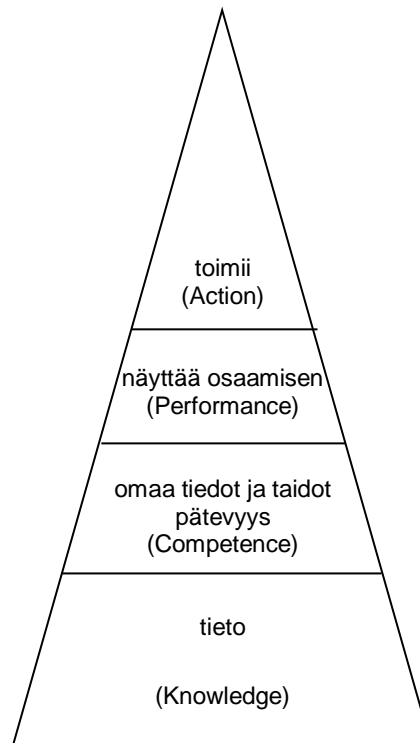 toimii
(Action)
näyttää osaamisen
(Performance)
omaa tiedot ja taidot
pätevyys
(Competence)
tieto
(Knowledge)